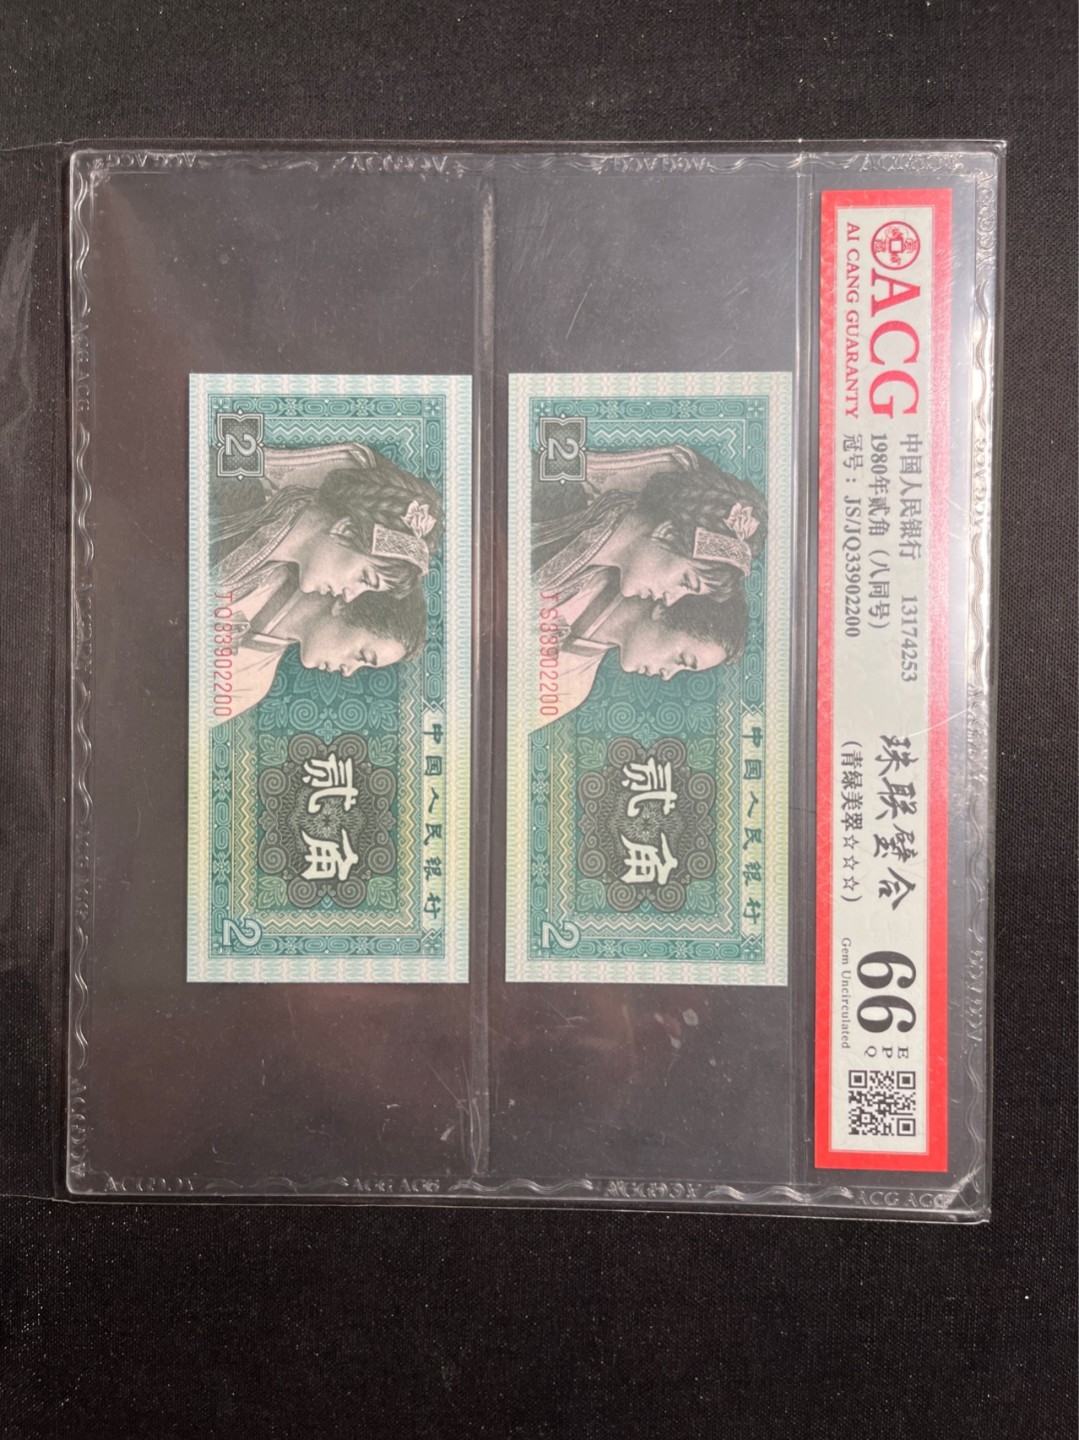 ACG
AI CANG GUARANTY
中国人民银行 13174253
1980年贰角（八同号）
冠号：JS/JQ33902200
珠联璧合
(青绿美翠☆☆☆)
66
E
P
Q
Gem Uncirculated
中国人民银行
贰角
2
2
JS33902200
中国人民银行
贰角
2
2
JQ33902200